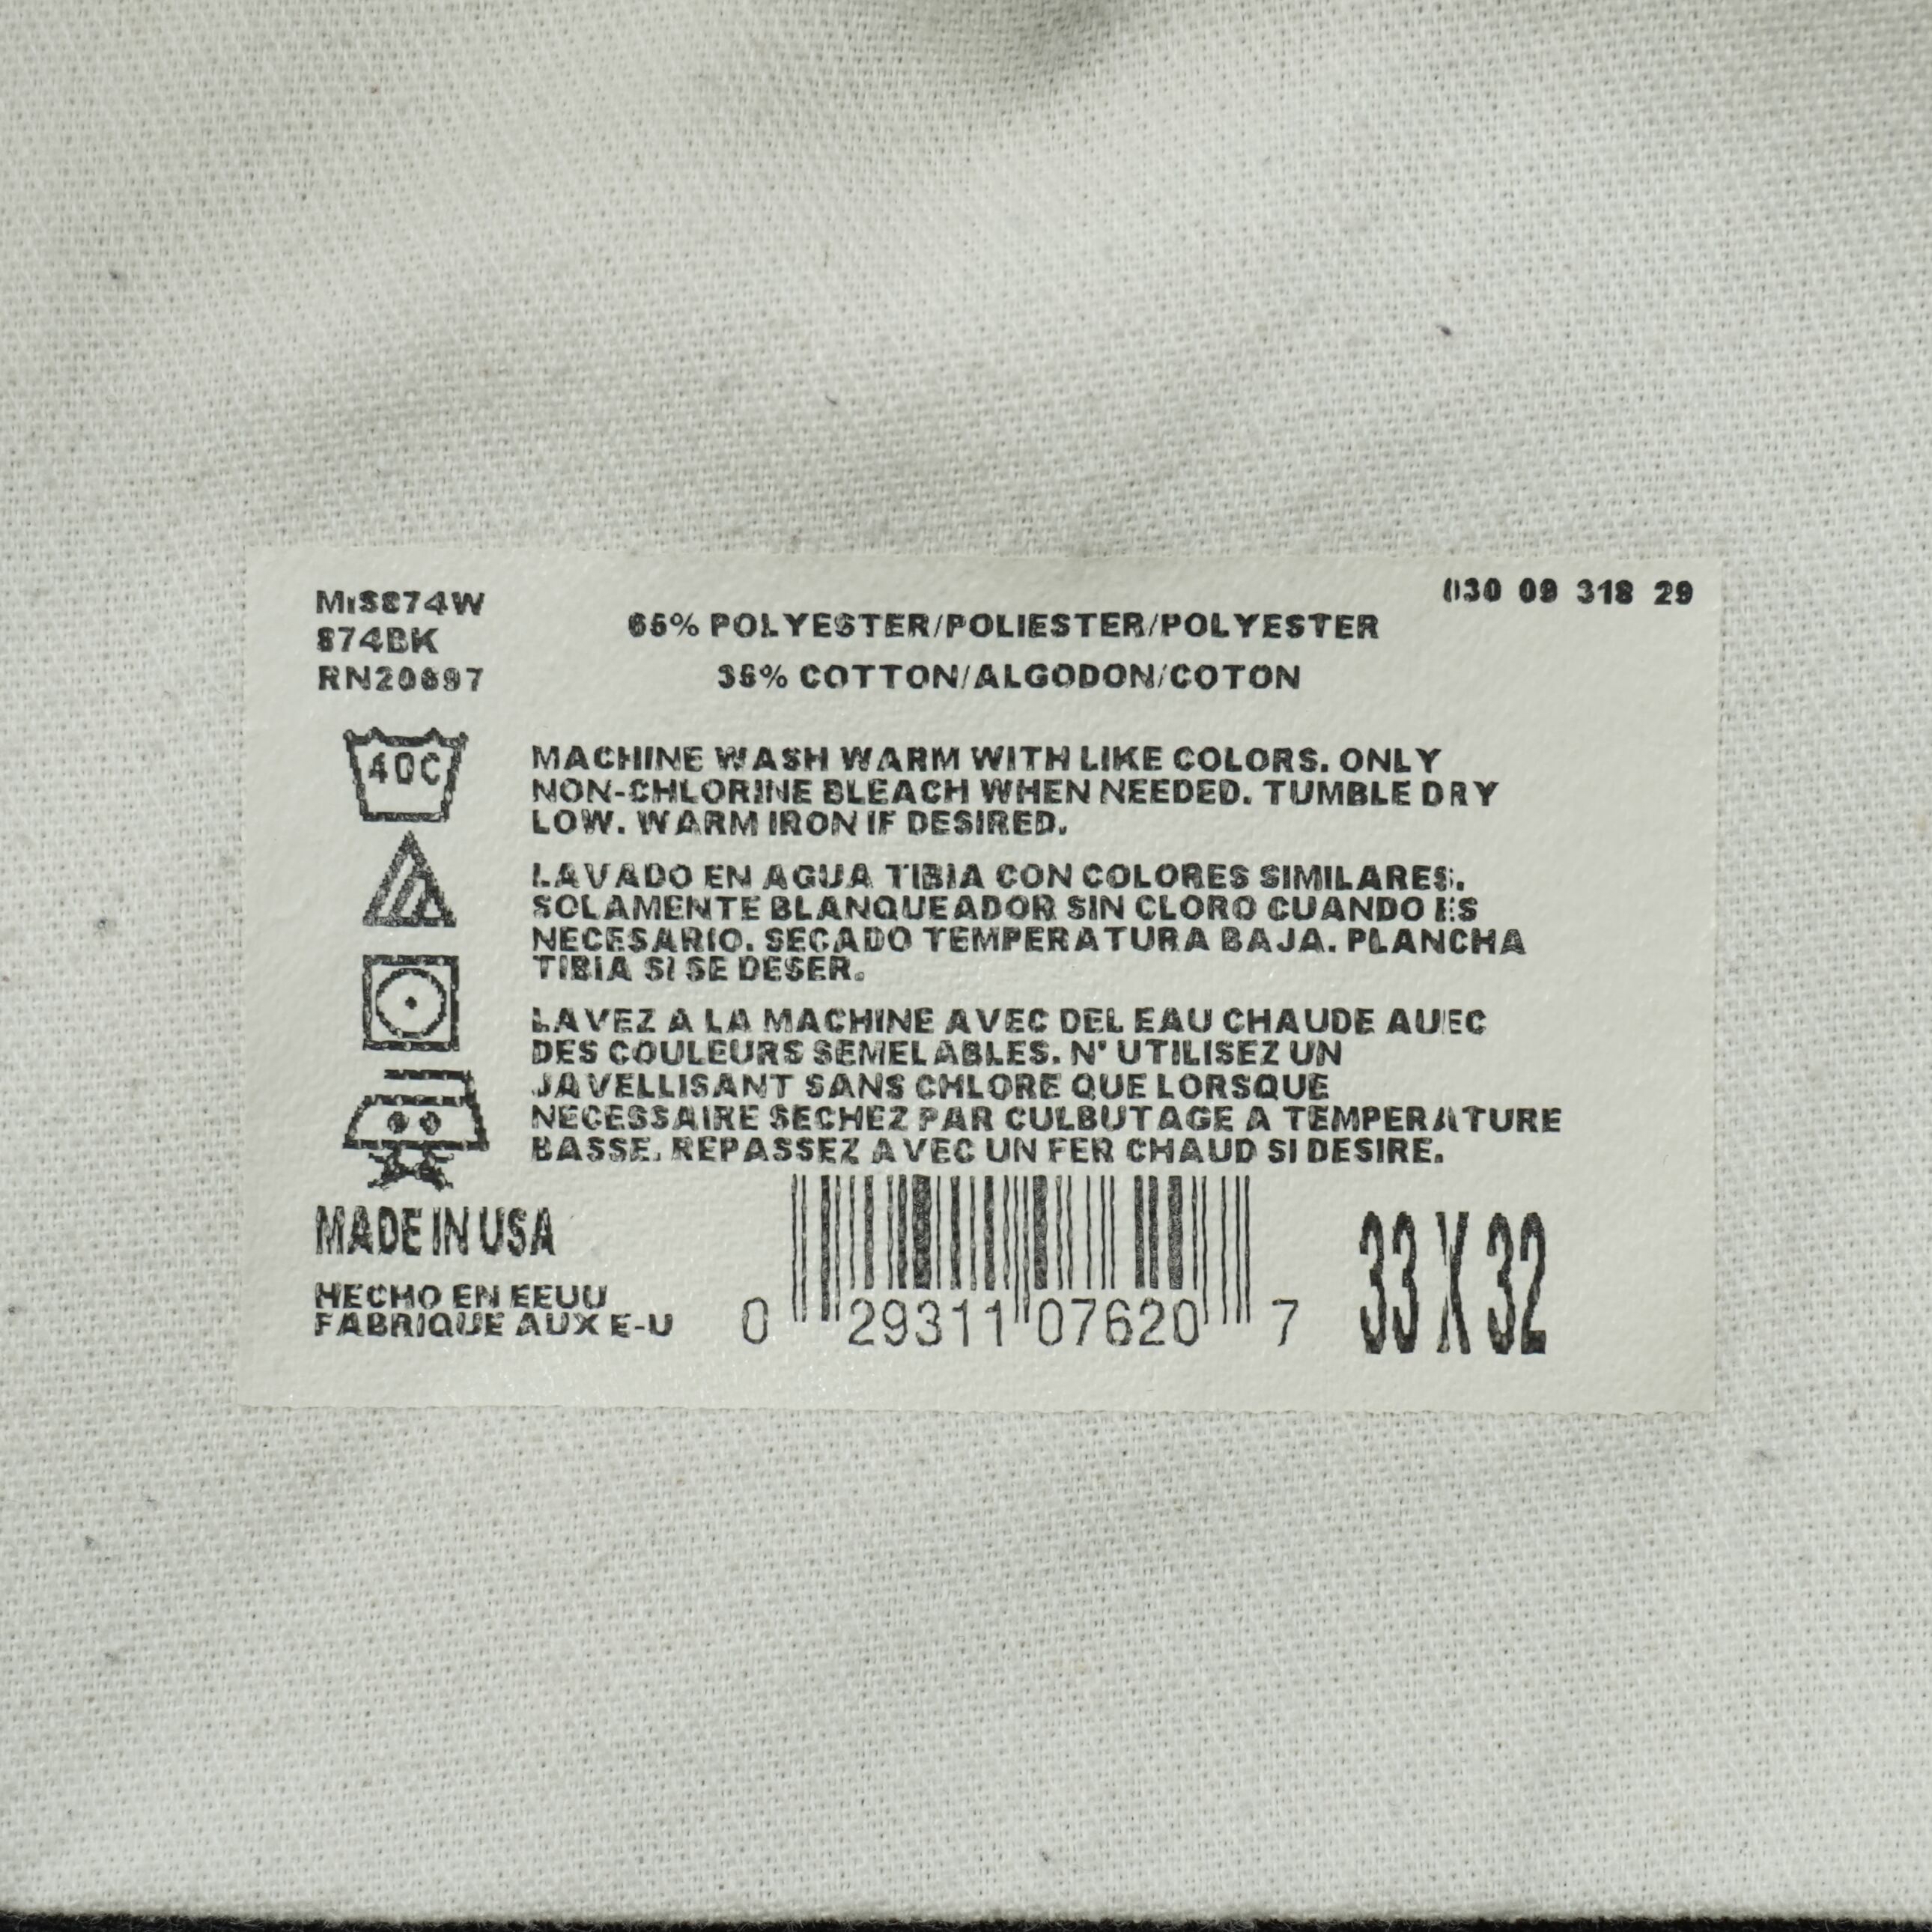 MIS874W
874BK
RN20697
030 09 318 29
65% POLYESTER/POLIESTER/POLYESTER
35% COTTON/ALGODON/COTON
40C
MACHINE WASH WARM WITH LIKE COLORS. ONLY
NON-CHLORINE BLEACH WHEN NEEDED. TUMBLE DRY
LOW. WARM IRON IF DESIRED.
LAVADO EN AGUA TIBIA CON COLORES SIMILARES.
SOLAMENTE BLANQUEADOR SIN CLORO CUANDO ES
NECESARIO. SECADO TEMPERATURA BAJA. PLANCHA
TIBIA SI SE DESER.
LAVEZ A LA MACHINE AVEC DEL EAU CHAUDE AUEC
DES COULEURS SEMELABLES. N' UTILISEZ UN
JAVELLISANT SANS CHLORE QUE LORSQUE
NECESSAIRE SECHEZ PAR CULBUTAGE A TEMPERATURE
BASSE. REPASSEZ AVEC UN FER CHAUD SI DESIRE.
MADE IN USA
HECHO EN EEUU
FABRIQUE AUX E-U
0 29311 07620 7
33 X 32